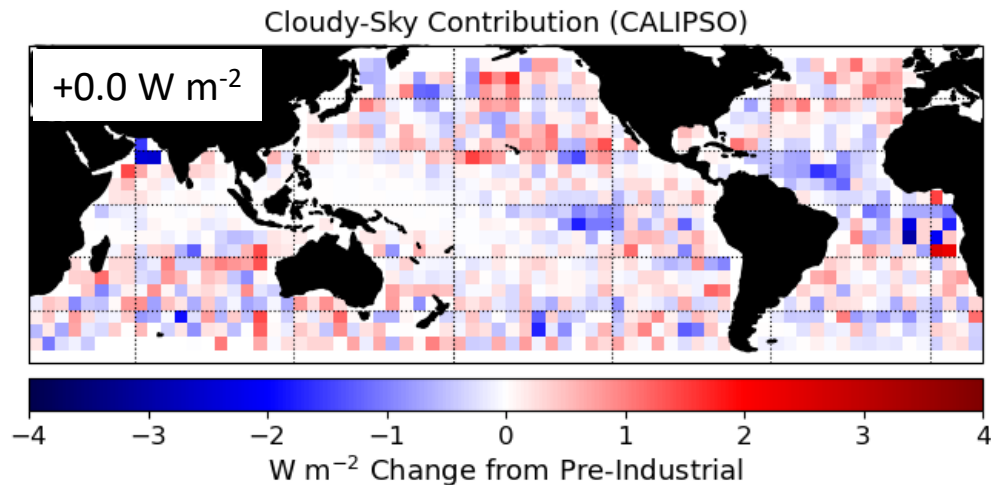 Cloudy-Sky Contribution (CALIPSO)
+0.0 W m⁻²
−4 −3 −2 −1 0 1 2 3 4
W m⁻² Change from Pre-Industrial